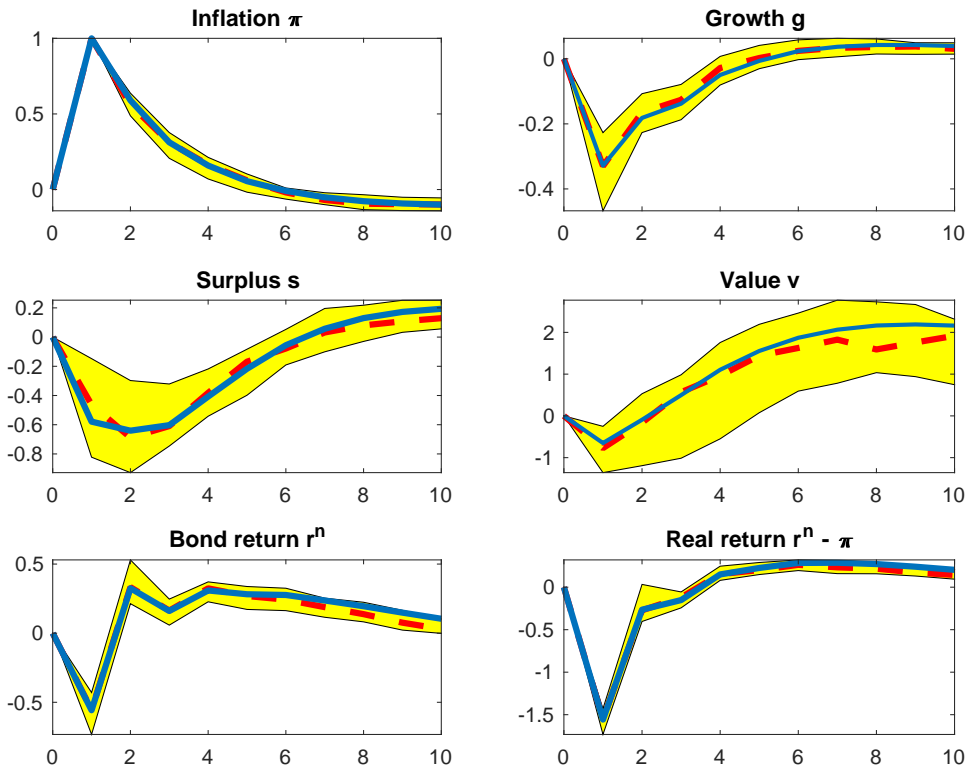 Inflation π
1
0.5
0
0 2 4 6 8 10
Growth g
0
-0.2
-0.4
0 2 4 6 8 10
Surplus s
0.2
0
-0.2
-0.4
-0.6
-0.8
0 2 4 6 8 10
Value v
2
1
0
-1
0 2 4 6 8 10
Bond return rⁿ
0.5
0
-0.5
0 2 4 6 8 10
Real return rⁿ - π
0
-0.5
-1
-1.5
0 2 4 6 8 10